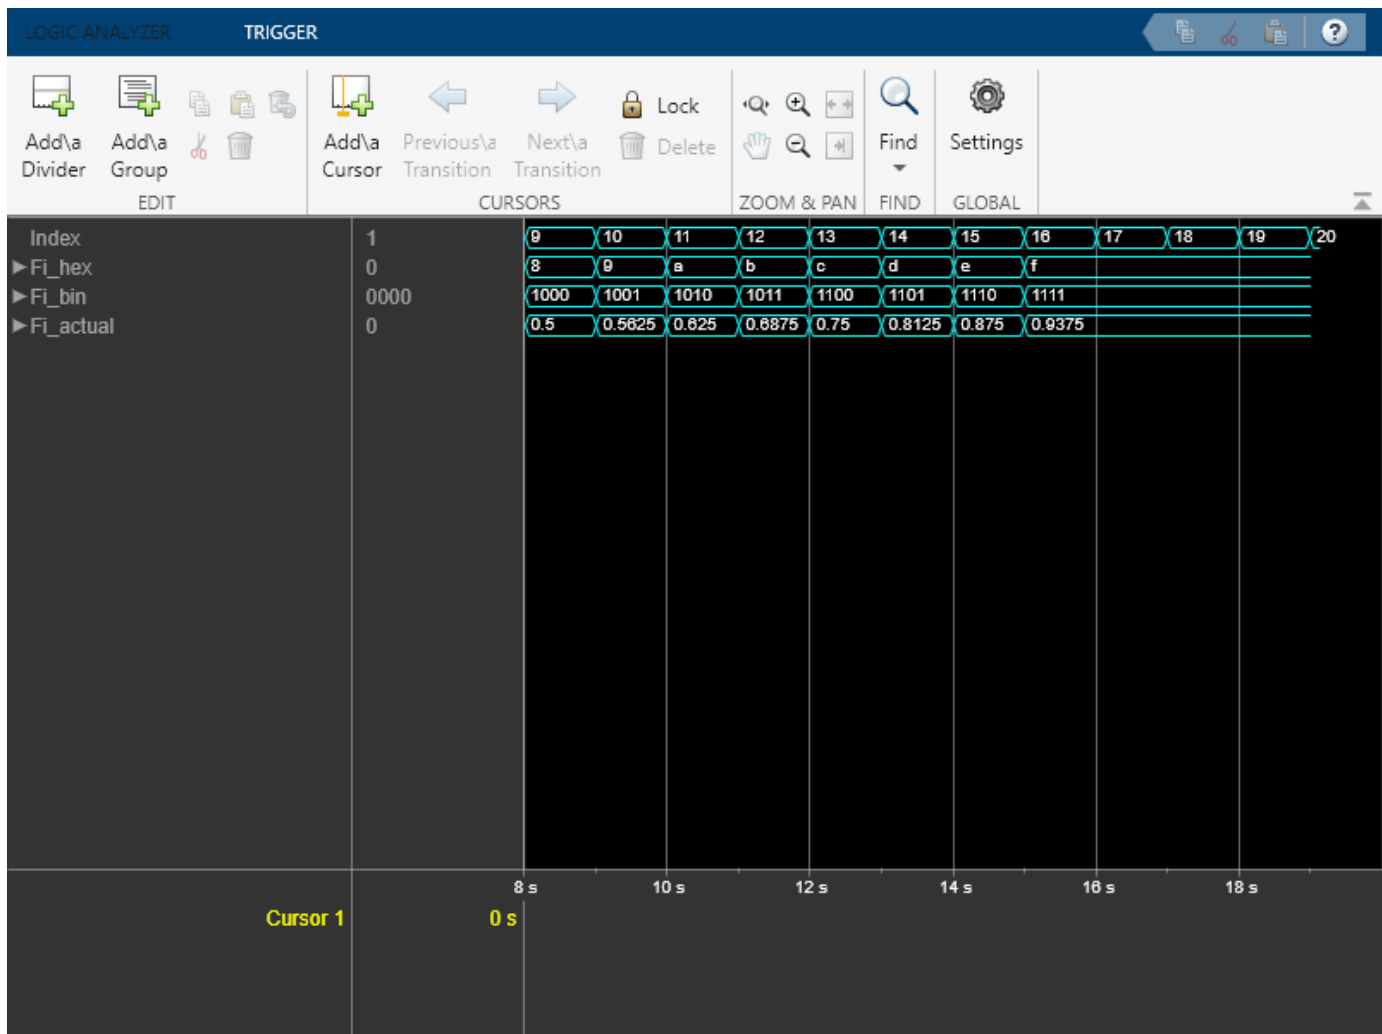 LOGIC ANALYZER TRIGGER
?
Add\a Divider
Add\a Group
Add\a Cursor
Previous\a Transition
Next\a Transition
Lock
Delete
Find
Settings
EDIT CURSORS ZOOM & PAN FIND GLOBAL
Index 1 9 10 11 12 13 14 15 16 17 18 19 20
Fi_hex 0 8 9 a b c d e f
Fi_bin 0000 1000 1001 1010 1011 1100 1101 1110 1111
Fi_actual 0 0.5 0.5625 0.625 0.6875 0.75 0.8125 0.875 0.9375
8 s 10 s 12 s 14 s 16 s 18 s
Cursor 1 0 s